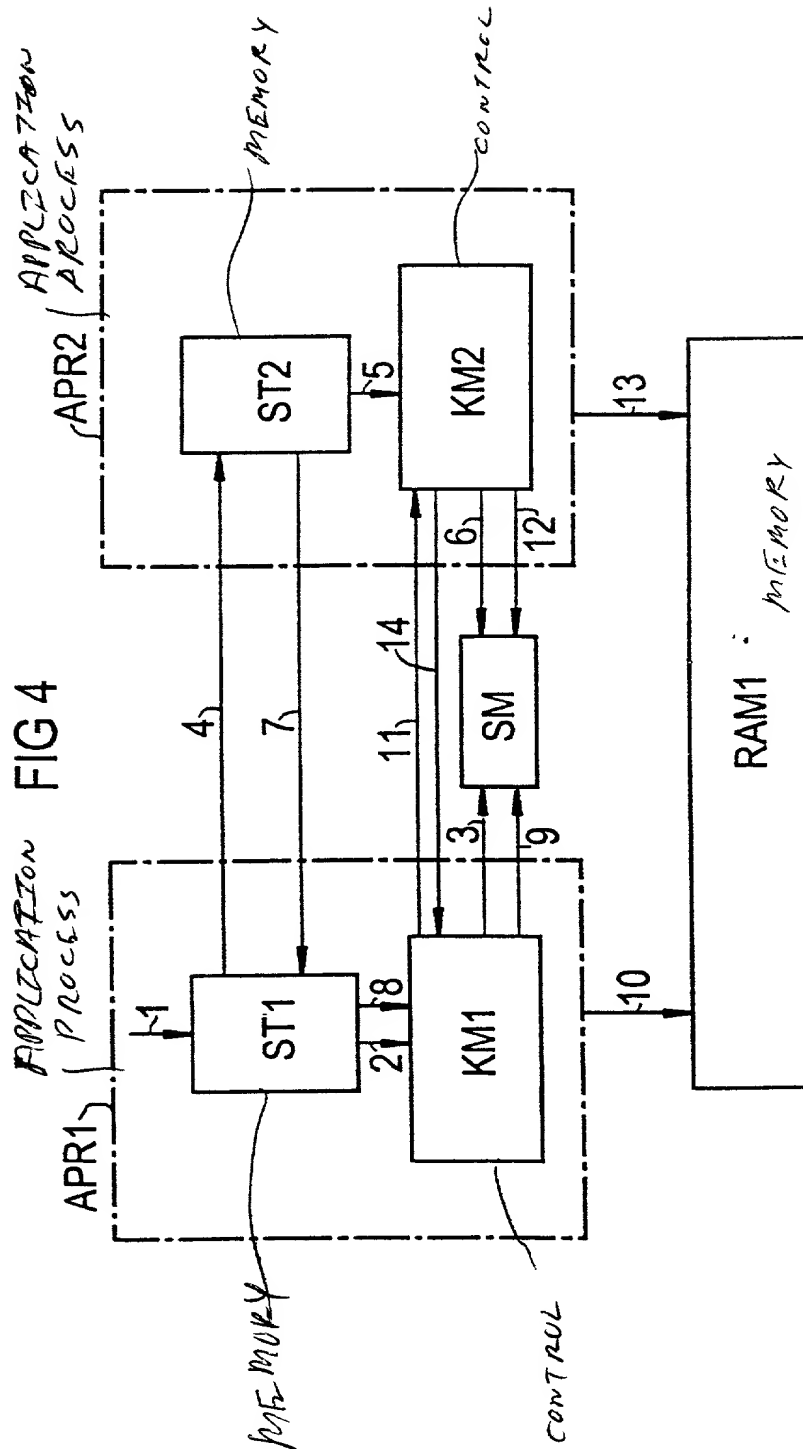 FIG 4
APPLICATION
PROCESS
APR1
APPLICATION
PROCESS
APR2
MEMORY
MEMORY
1
ST1
4
7
ST2
2
8
5
KM1
11
14
3
9
SM
6
12
KM2
CONTROL
CONTROL
10
13
RAM1
MEMORY